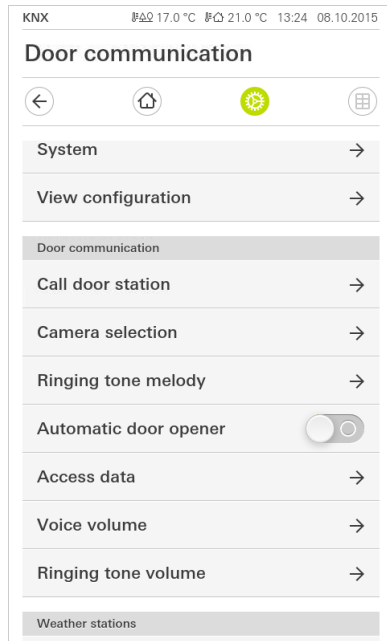 KNX 17.0 °C 21.0 °C 13:24 08.10.2015
Door communication
System
View configuration
Door communication
Call door station
Camera selection
Ringing tone melody
Automatic door opener
Access data
Voice volume
Ringing tone volume
Weather stations